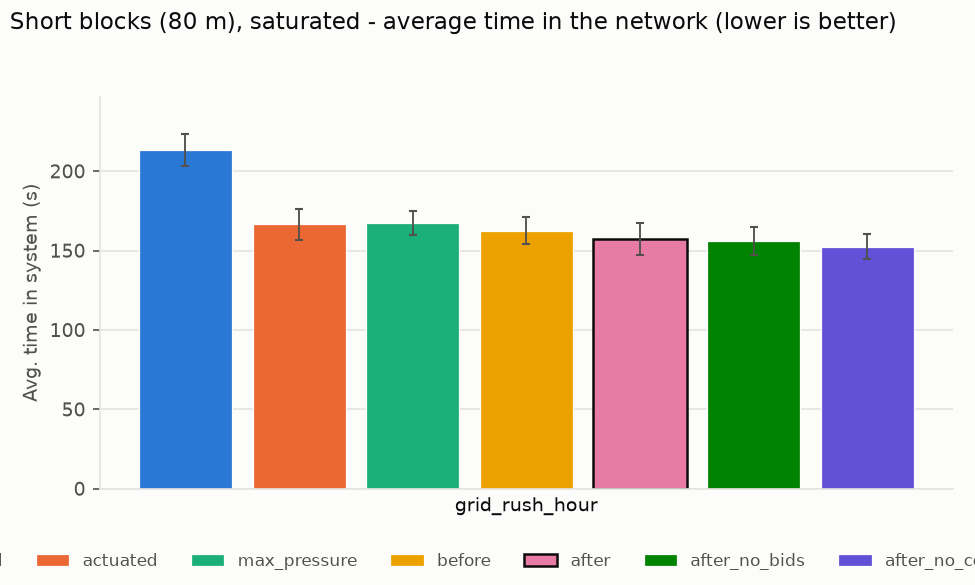 Short blocks (80 m), saturated - average time in the network (lower is better)
Avg. time in system (s)
200
150
100
50
0
grid_rush_hour
actuated max_pressure before after after_no_bids